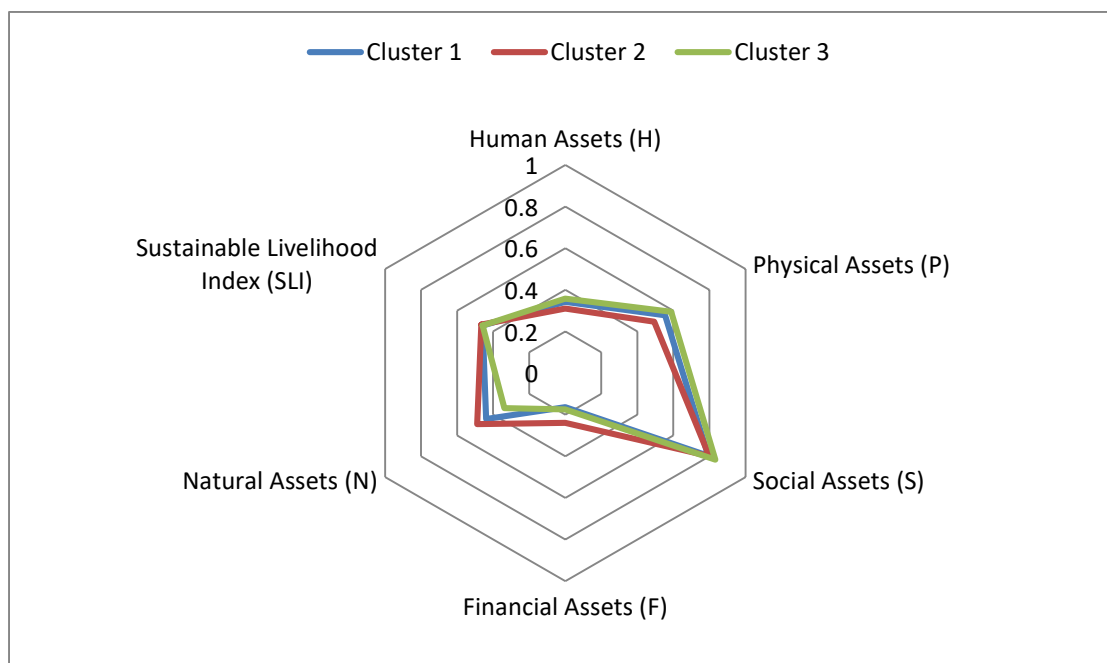 Cluster 1
Cluster 2
Cluster 3
Human Assets (H)
1
0.8
0.6
0.4
0.2
0
Sustainable Livelihood
Index (SLI)
Physical Assets (P)
Natural Assets (N)
Social Assets (S)
Financial Assets (F)